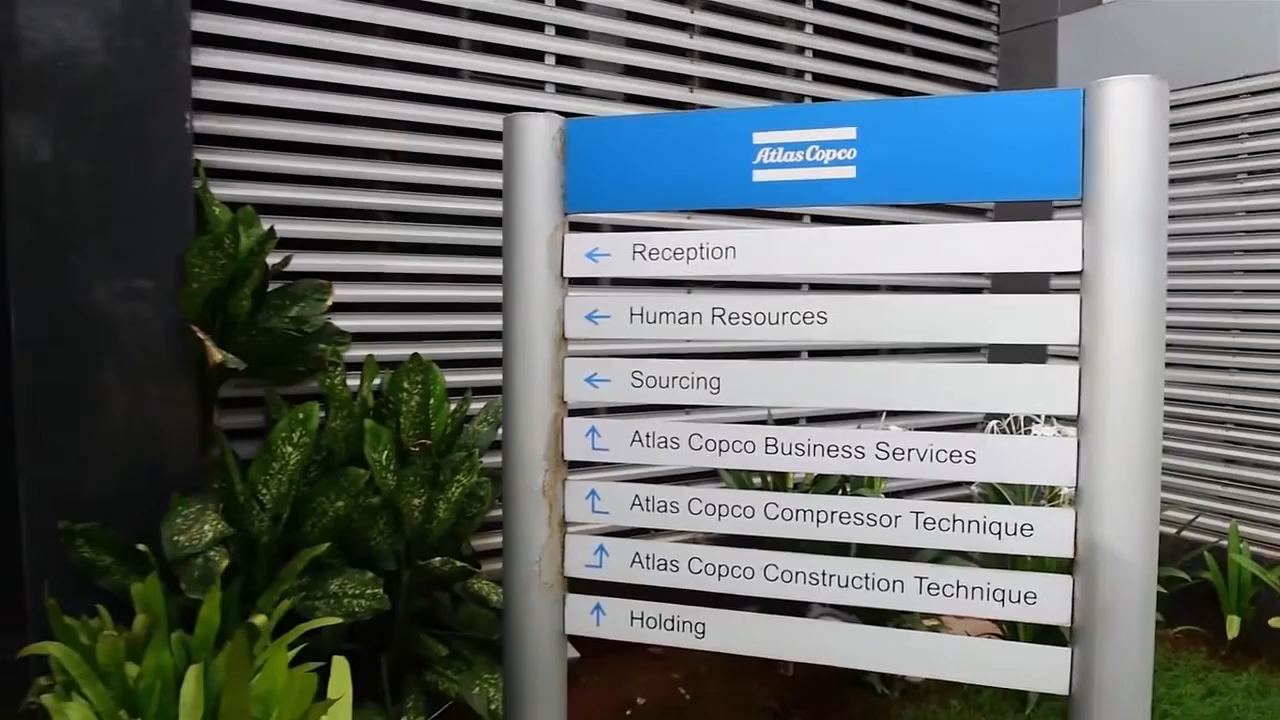 Atlas Copco
Reception
Human Resources
Sourcing
Atlas Copco Business Services
Atlas Copco Compressor Technique
Atlas Copco Construction Technique
Holding